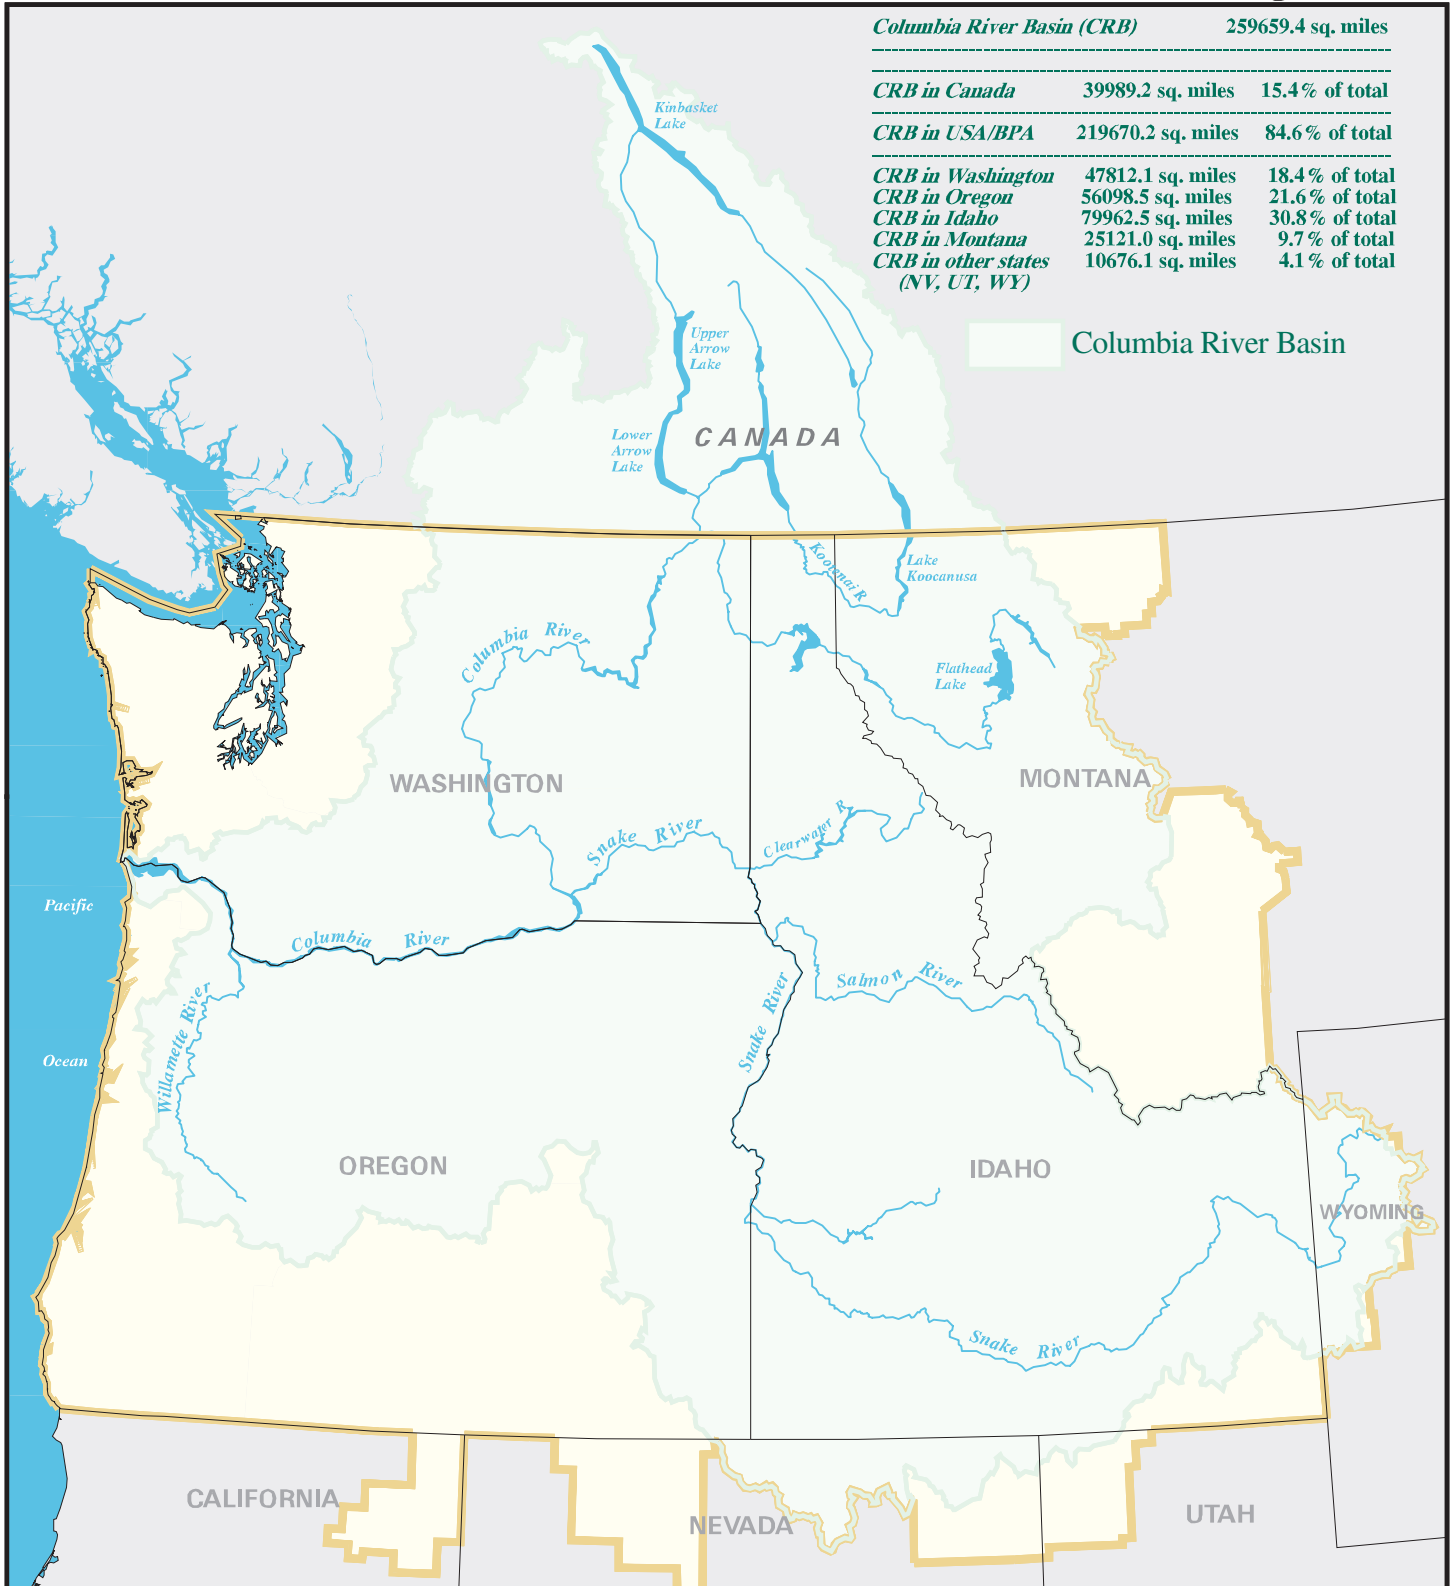 Columbia River Basin (CRB) 259659.4 sq. miles
CRB in Canada 39989.2 sq. miles 15.4% of total
CRB in USA/BPA 219670.2 sq. miles 84.6% of total
CRB in Washington 47812.1 sq. miles 18.4% of total
CRB in Oregon 56098.5 sq. miles 21.6% of total
CRB in Idaho 79962.5 sq. miles 30.8% of total
CRB in Montana 25121.0 sq. miles 9.7% of total
CRB in other states 10676.1 sq. miles 4.1% of total
(NV, UT, WY)
Columbia River Basin
Kinbasket
Lake
Upper
Arrow
Lake
Lower
Arrow
Lake
CANADA
Kootenai R
Lake
Koocanusa
Columbia River
Flathead
Lake
WASHINGTON
MONTANA
Snake River
Clearwater R
Pacific
Columbia River
Salmon River
Willamette River
Snake River
Ocean
OREGON
IDAHO
WYOMING
Snake River
CALIFORNIA
NEVADA
UTAH